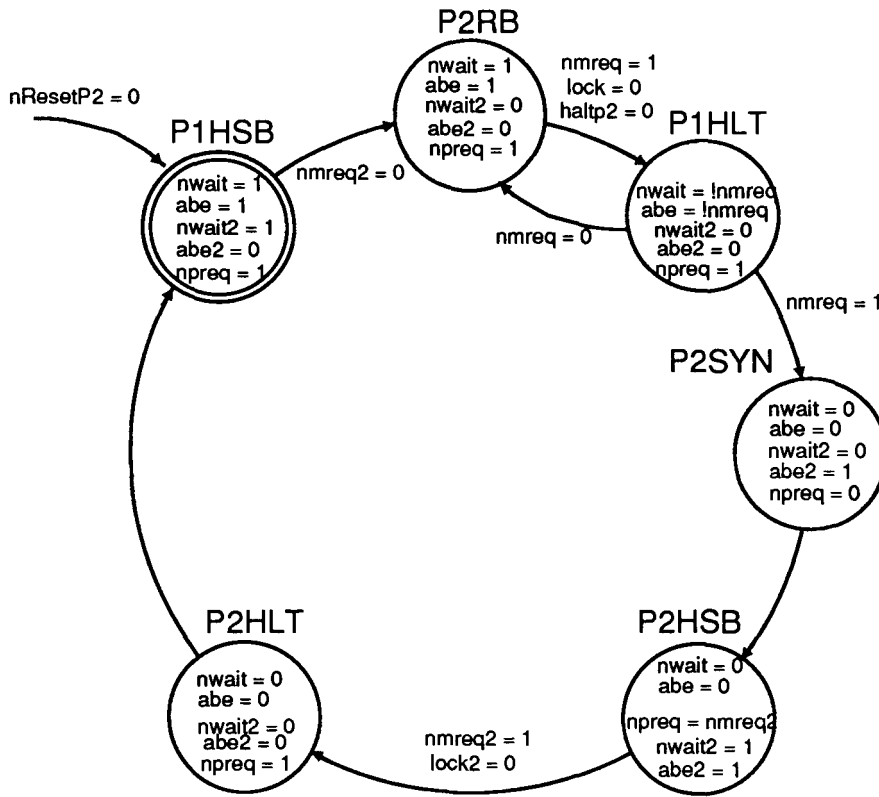 P2RB
nwait = 1
abe = 1
nwait2 = 0
abe2 = 0
npreq = 1
nmreq = 1
lock = 0
haltp2 = 0
nResetP2 = 0
P1HSB
nwait = 1
abe = 1
nwait2 = 1
abe2 = 0
npreq = 1
nmreq2 = 0
P1HLT
nwait = !nmreq
abe = !nmreq
nwait2 = 0
abe2 = 0
npreq = 1
nmreq = 0
nmreq = 1
P2SYN
nwait = 0
abe = 0
nwait2 = 0
abe2 = 1
npreq = 0
P2HSB
nwait = 0
abe = 0
npreq = nmreq2
nwait2 = 1
abe2 = 1
nmreq2 = 1
lock2 = 0
P2HLT
nwait = 0
abe = 0
nwait2 = 0
abe2 = 0
npreq = 1